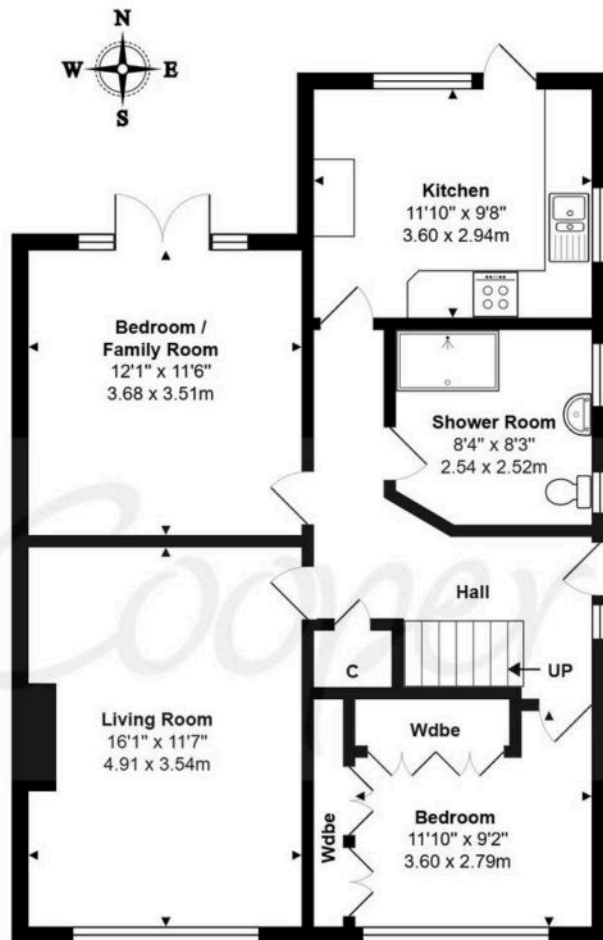 N
W E
S
Kitchen
11'10" x 9'8"
3.60 x 2.94m
Bedroom /
Family Room
12'1" x 11'6"
3.68 x 3.51m
Shower Room
8'4" x 8'3"
2.54 x 2.52m
Hall
C
UP
Living Room
16'1" x 11'7"
4.91 x 3.54m
Wdbe
Wdbe
Bedroom
11'10" x 9'2"
3.60 x 2.79m
Cooper